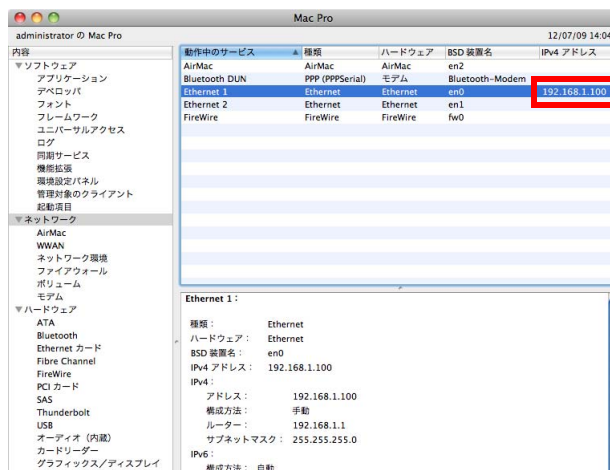 Mac Pro
administrator の Mac Pro
12/07/09 14:04
内容
▼ソフトウェア
アプリケーション
デベロッパ
フォント
フレームワーク
ユニバーサルアクセス
ログ
同期サービス
機能拡張
環境設定パネル
管理対象のクライアント
起動項目
▼ネットワーク
AirMac
WWAN
ネットワーク環境
ファイアウォール
ボリューム
モデム
▼ハードウェア
ATA
Bluetooth
Ethernet カード
Fibre Channel
FireWire
PCI カード
SAS
Thunderbolt
USB
オーディオ（内蔵）
カードリーダー
グラフィックス／ディスプレイ
動作中のサービス ▲ 種類 ハードウェア BSD 装置名 IPv4 アドレス
AirMac AirMac AirMac en2
Bluetooth DUN PPP (PPPSerial) モデム Bluetooth-Modem
Ethernet 1 Ethernet Ethernet en0 192.168.1.100
Ethernet 2 Ethernet Ethernet en1
FireWire FireWire FireWire fw0
Ethernet 1：
種類： Ethernet
ハードウェア： Ethernet
BSD 装置名： en0
IPv4 アドレス： 192.168.1.100
IPv4：
アドレス： 192.168.1.100
構成方法： 手動
ルーター： 192.168.1.1
サブネットマスク： 255.255.255.0
IPv6：
構成方法： 自動